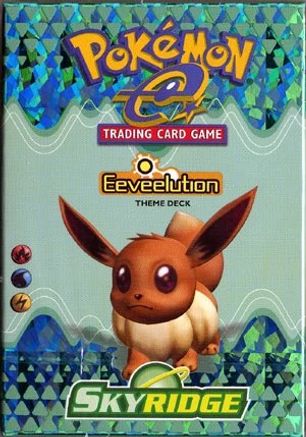 POKéMON
e
TRADING CARD GAME
Eeveelution
THEME DECK
SKYRIDGE